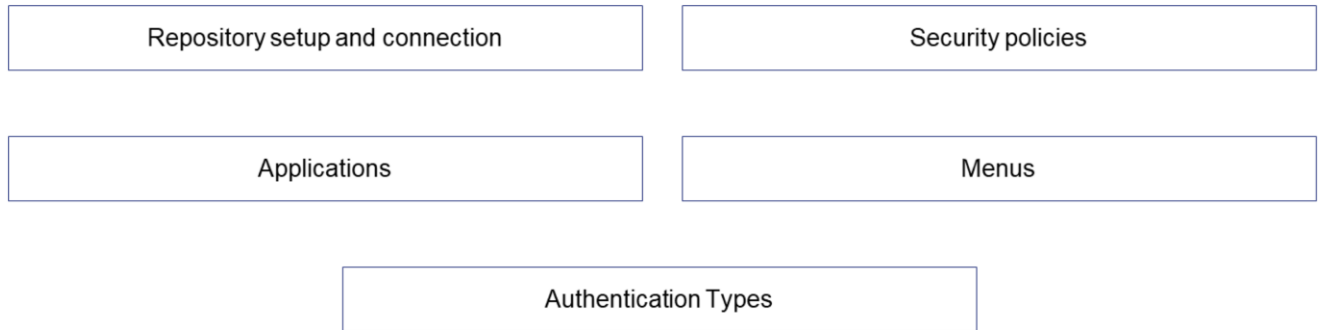 Repository setup and connection
Security policies
Applications
Menus
Authentication Types